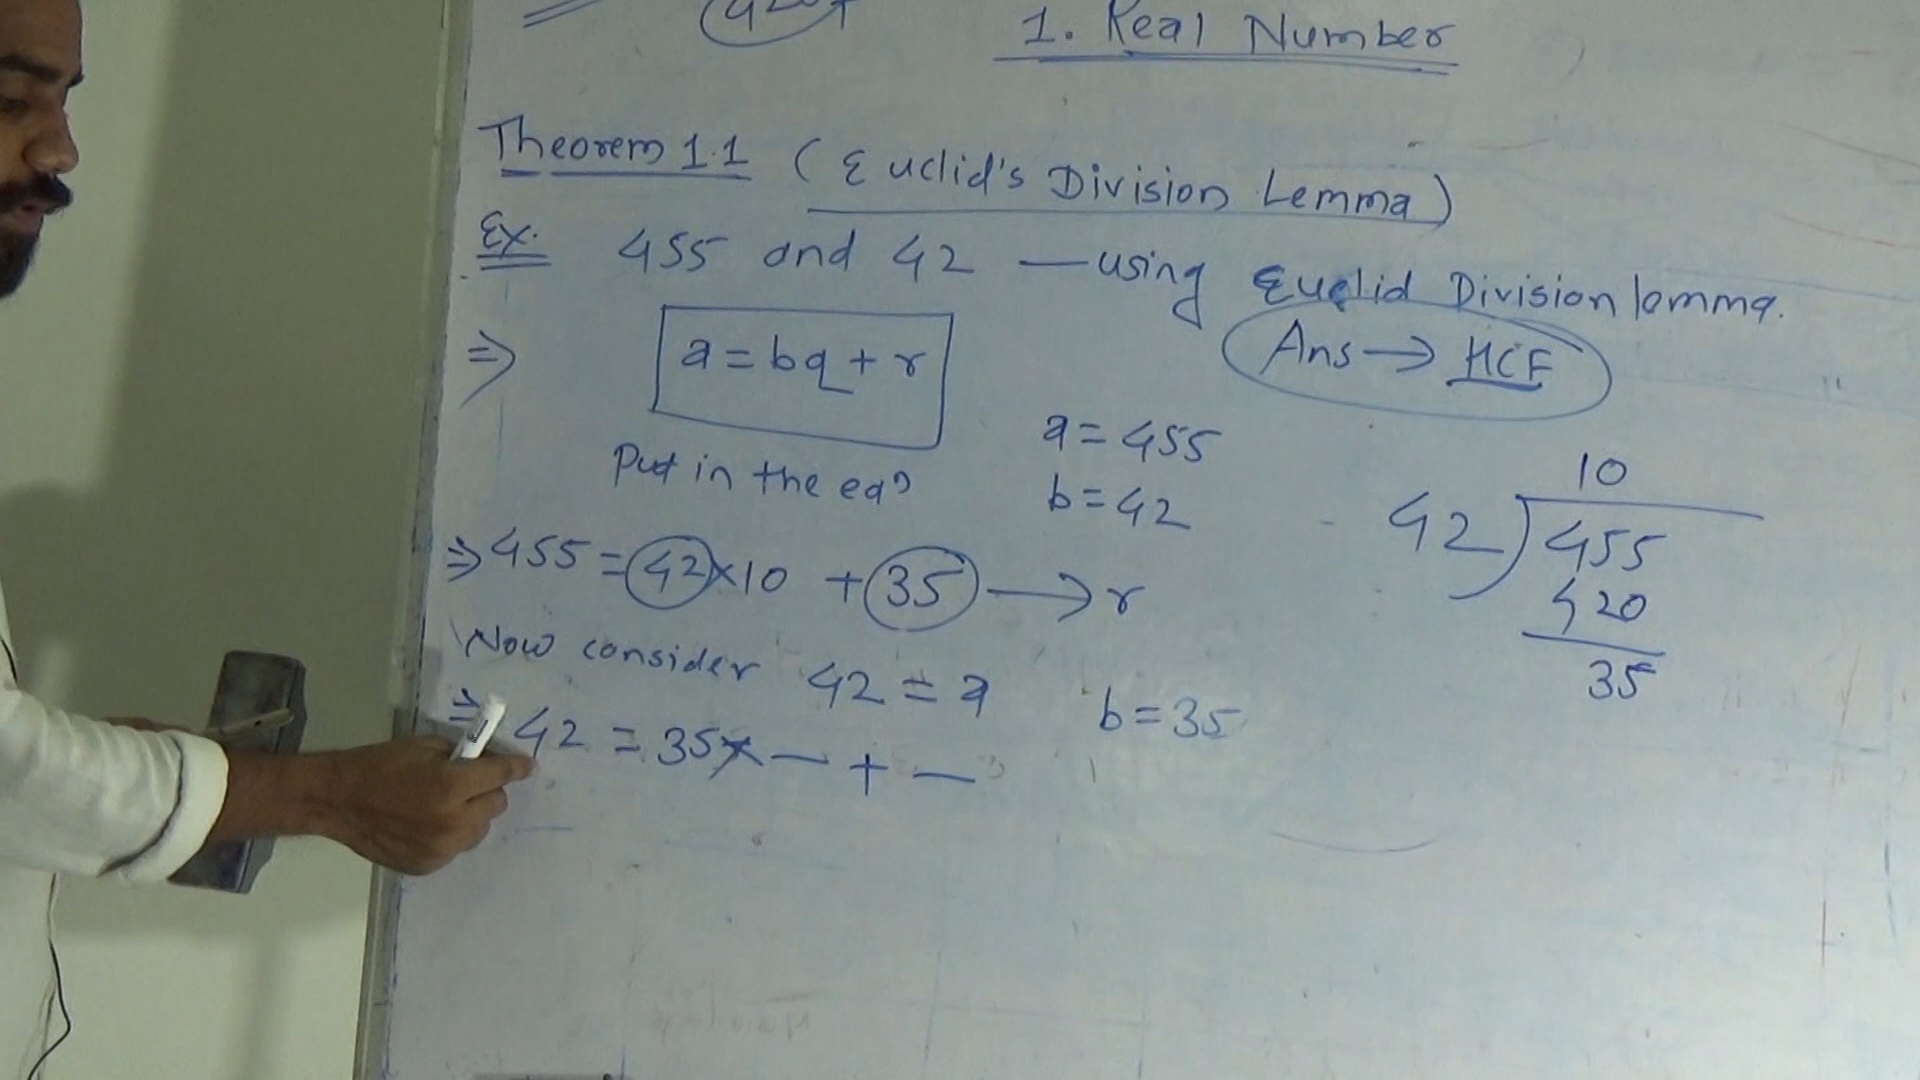 1. Real Number
Theorem 1.1 (Euclid's Division Lemma)
Ex. 455 and 42 — using Euclid Division lemma.
⇒ a = bq + r
Ans → HCF
Put in the eqn
a = 455
b = 42
⇒ 455 = 42 × 10 + 35 → r
10
42 ) 455
420
35
Now consider 42 = a b = 35
⇒ 42 = 35 × — + —